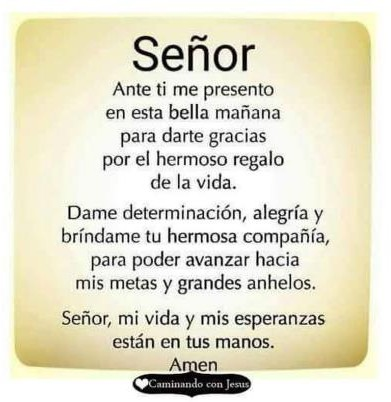 Señor
Ante ti me presento
en esta bella mañana
para darte gracias
por el hermoso regalo
de la vida.
Dame determinación, alegría y
bríndame tu hermosa compañía,
para poder avanzar hacia
mis metas y grandes anhelos.
Señor, mi vida y mis esperanzas
están en tus manos.
Amen
Caminando con Jesus